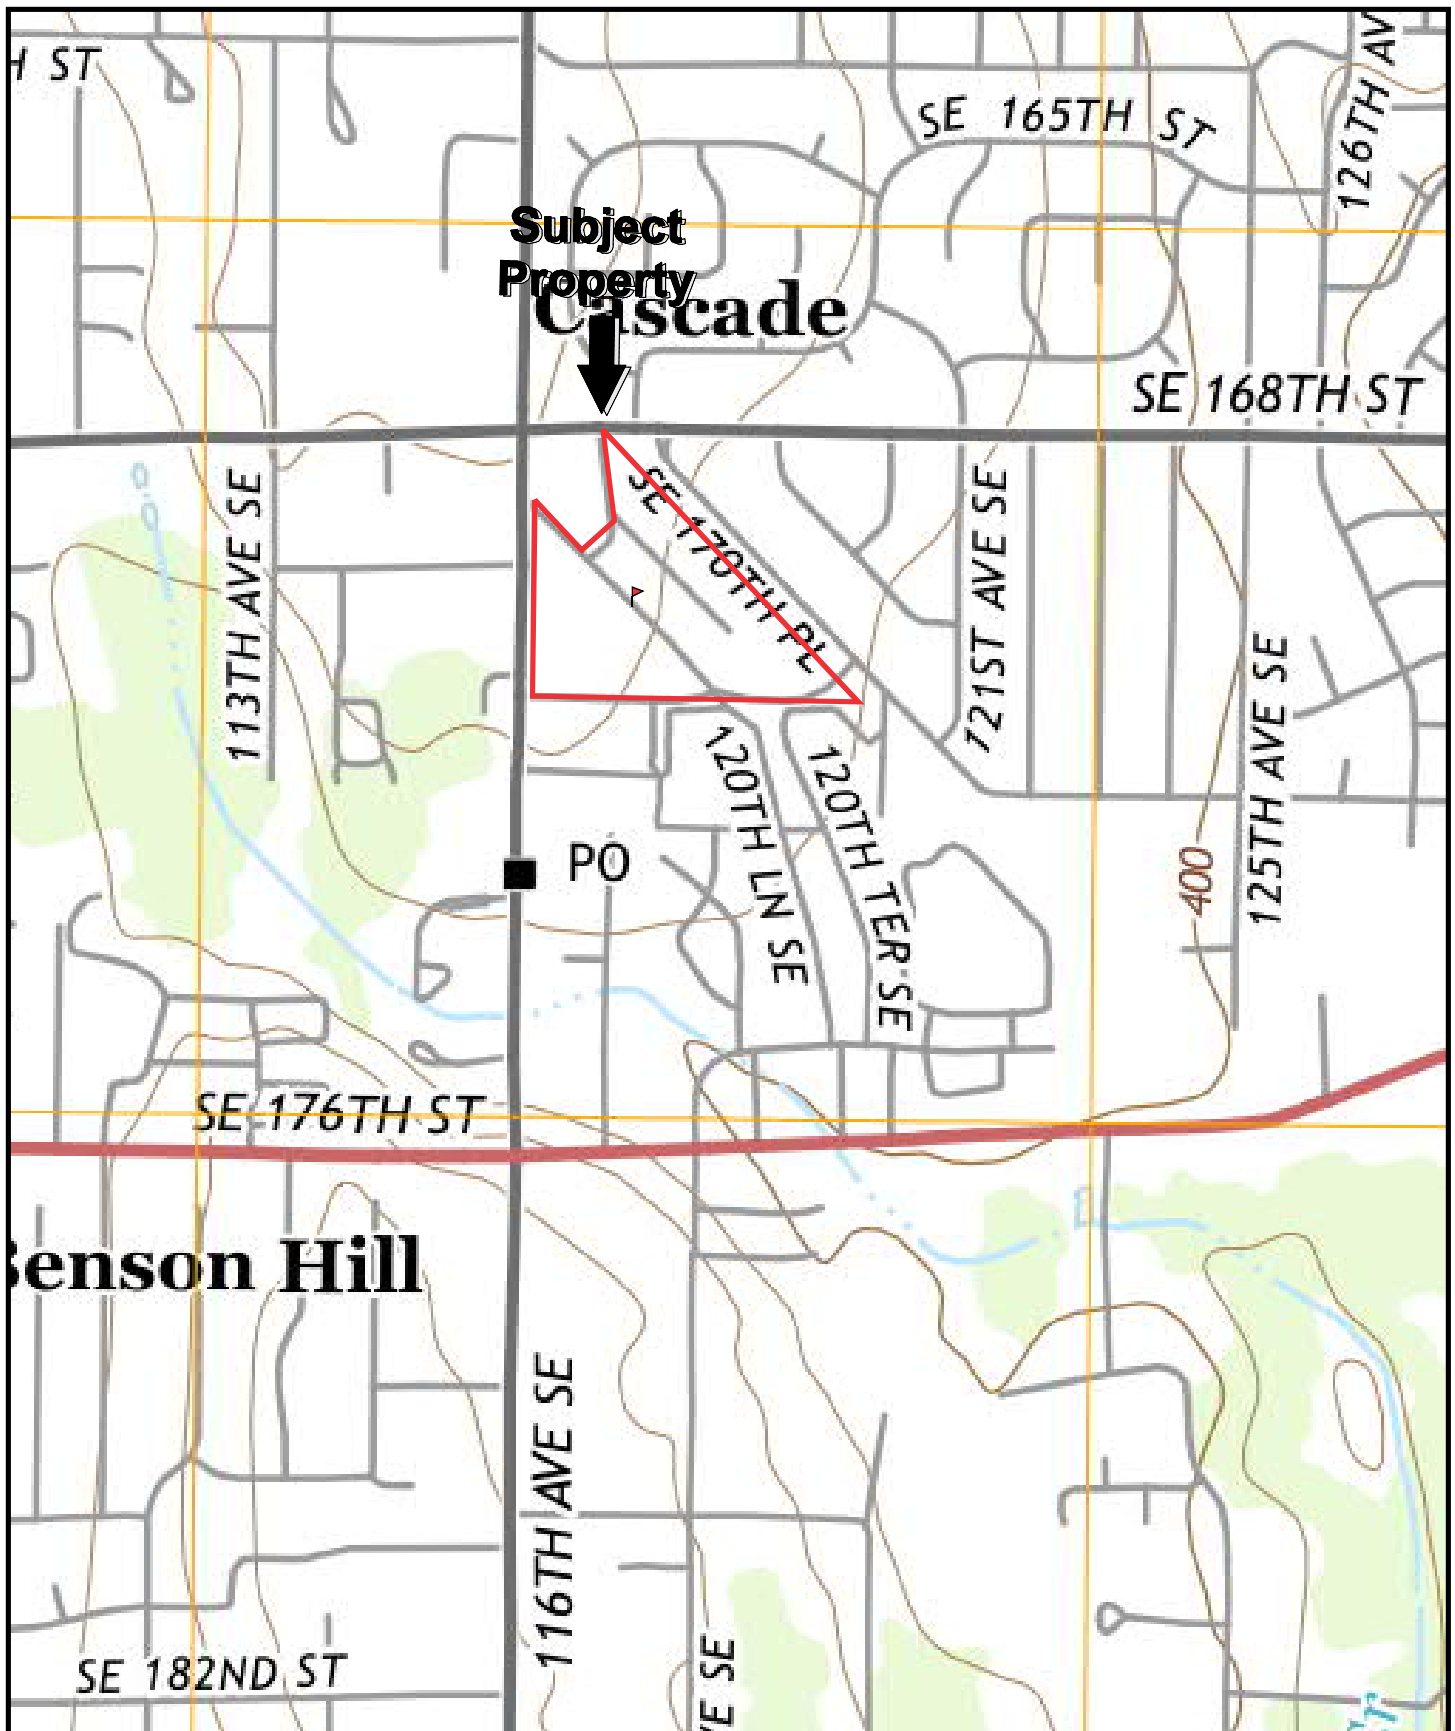 H ST
126TH AV
SE 165TH ST
Subject
Property
Cascade
SE 168TH ST
113TH AVE SE
SE 170TH PL
121ST AVE SE
125TH AVE SE
120TH LN SE
120TH TER SE
PO
400
SE 176TH ST
Benson Hill
116TH AVE SE
SE 182ND ST
VE SE